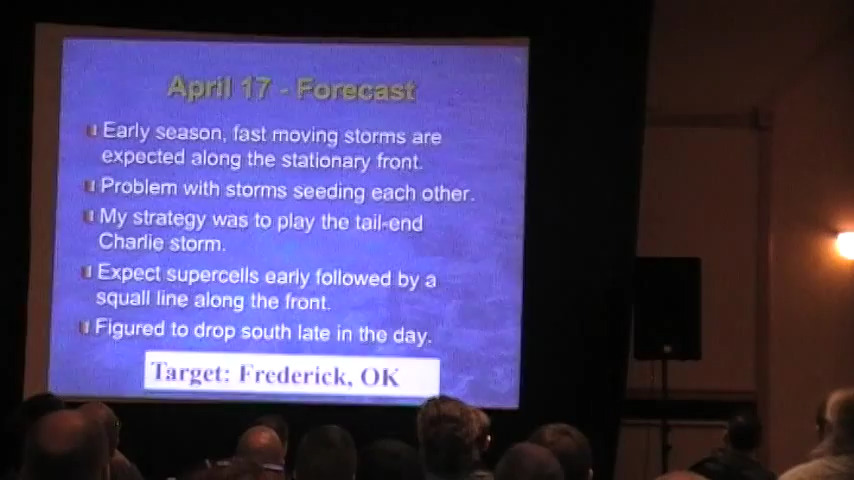 April 17 - Forecast
Early season, fast moving storms are
expected along the stationary front.
Problem with storms seeding each other.
My strategy was to play the tail-end
Charlie storm.
Expect supercells early followed by a
squall line along the front.
Figured to drop south late in the day.
Target: Frederick, OK